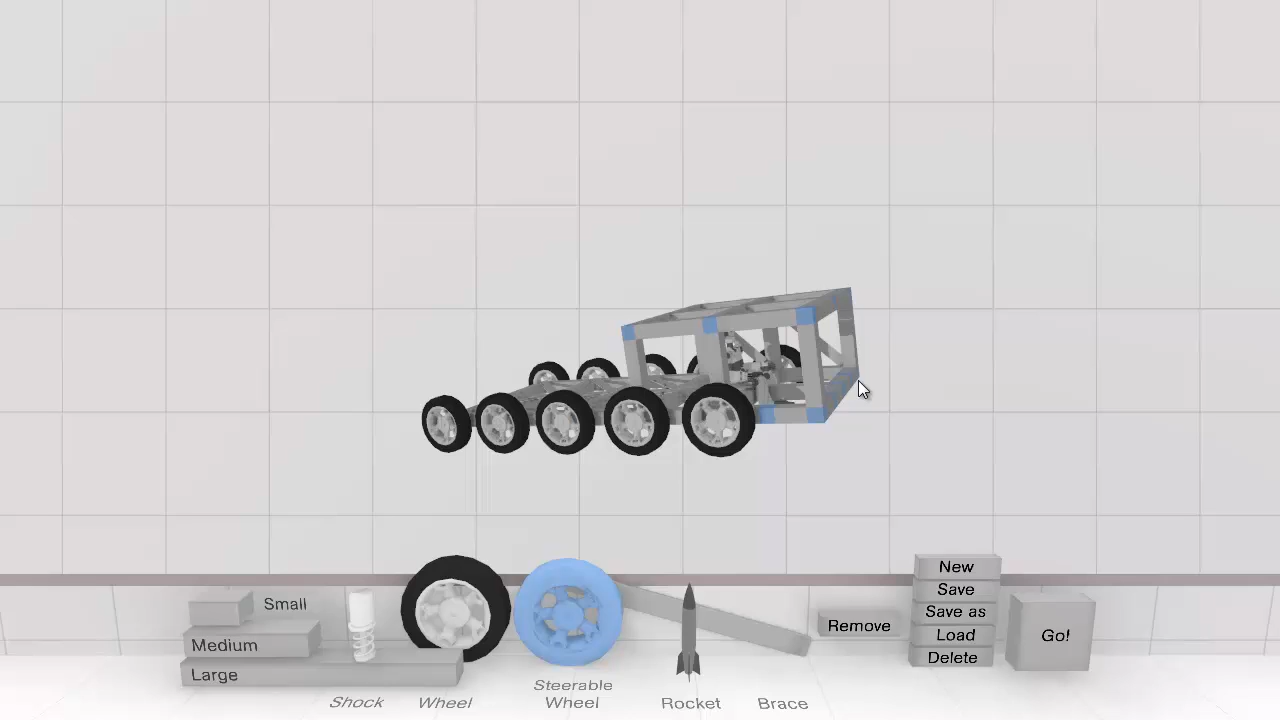 Small
Medium
Large
Shock
Wheel
Steerable
Wheel
Rocket
Brace
Remove
New
Save
Save as
Load
Delete
Go!